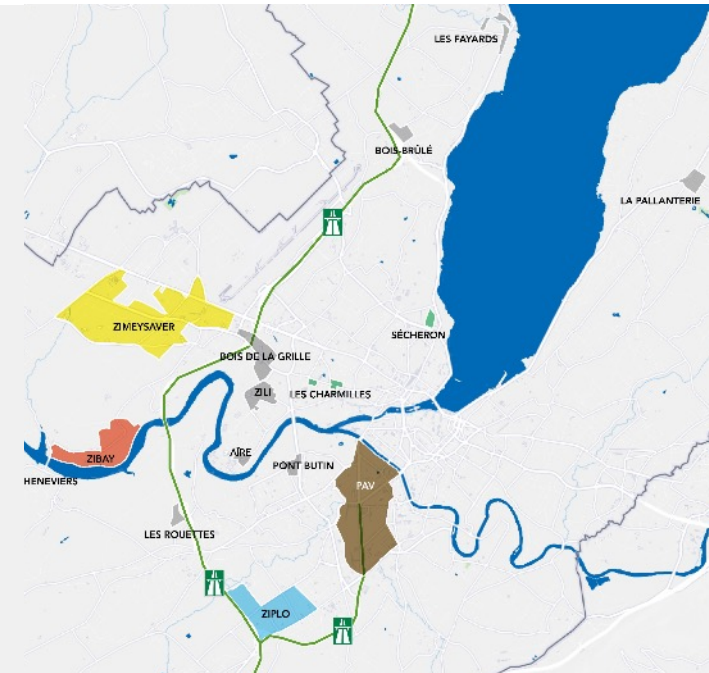 LES FAYARDS
BOIS-BRÛLÉ
LA PALLANTERIE
ZIMEYSAVER
SÉCHERON
BOIS DE LA GRILLE
ZILI
LES CHARMILLES
AÏRE
ZIBAY
PONT BUTIN
HENEVIERS
PAV
LES ROUETTES
ZIPLO